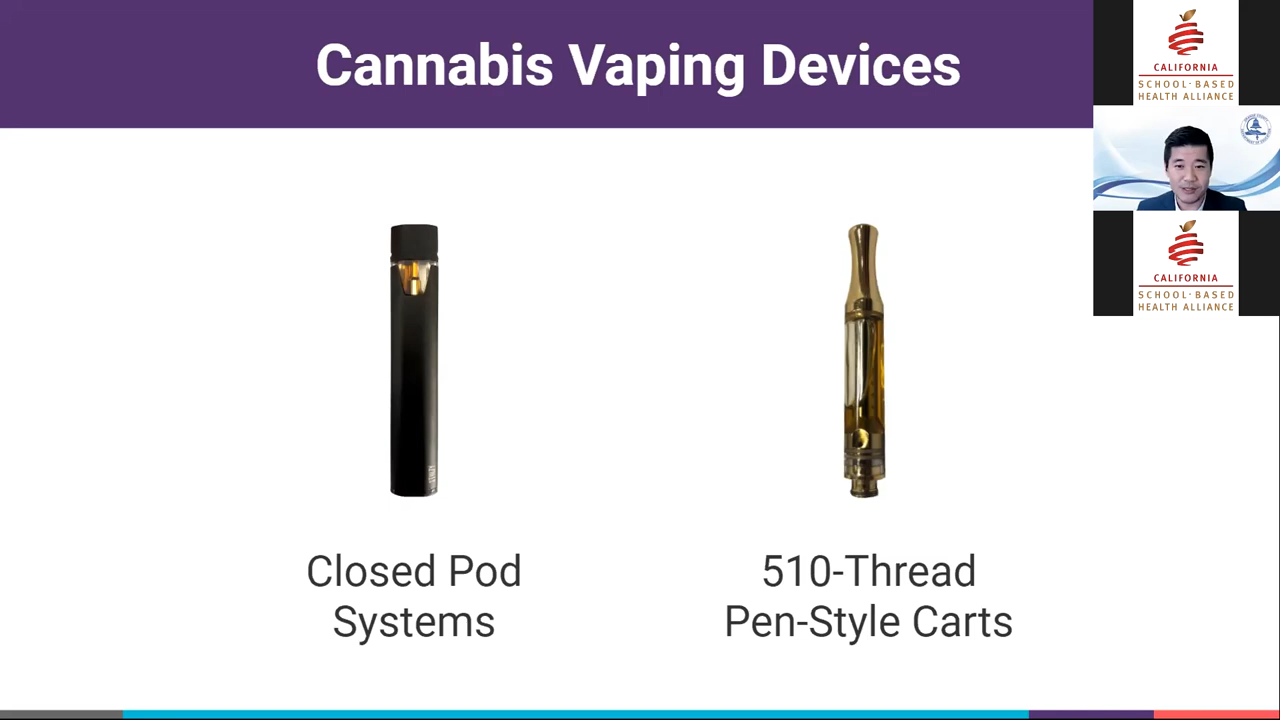 Cannabis Vaping Devices
Closed Pod
Systems
510-Thread
Pen-Style Carts
CALIFORNIA
SCHOOL-BASED
HEALTH ALLIANCE
CALIFORNIA
SCHOOL-BASED
HEALTH ALLIANCE